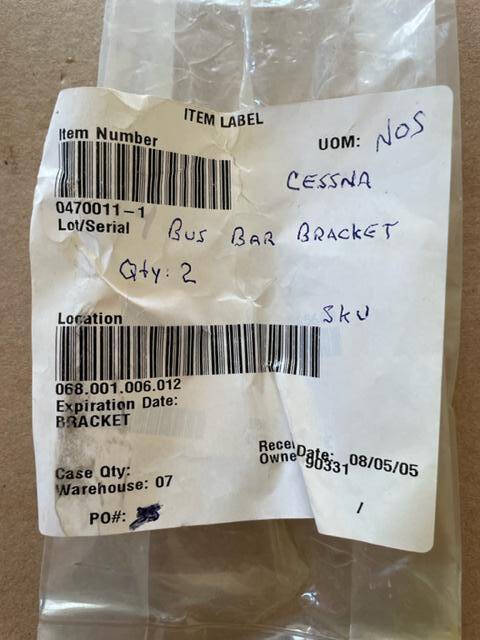 ITEM LABEL
Item Number
UOM: NOS
CESSNA
0470011-1
Lot/Serial
BUS BAR BRACKET
Qty: 2
Location
SKU
068.001.006.012
Expiration Date:
BRACKET
Recei Date: 08/05/05
Owne 90331
Case Qty:
Warehouse: 07
/
PO#: